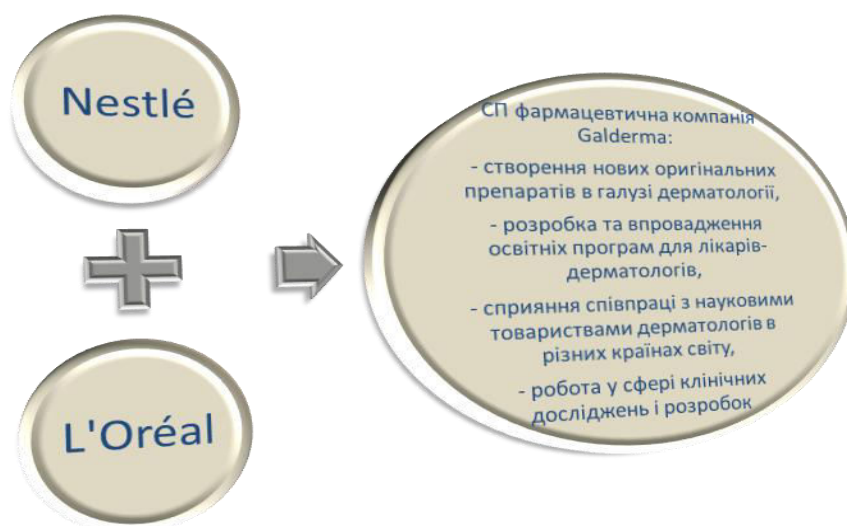 Nestlé
L'Oréal
СП фармацевтична компанія
Galderma:
- створення нових оригінальних
препаратів в галузі дерматології,
- розробка та впровадження
освітніх програм для лікарів-
дерматологів,
- сприяння співпраці з науковими
товариствами дерматологів в
різних країнах світу,
- робота у сфері клінічних
досліджень і розробок